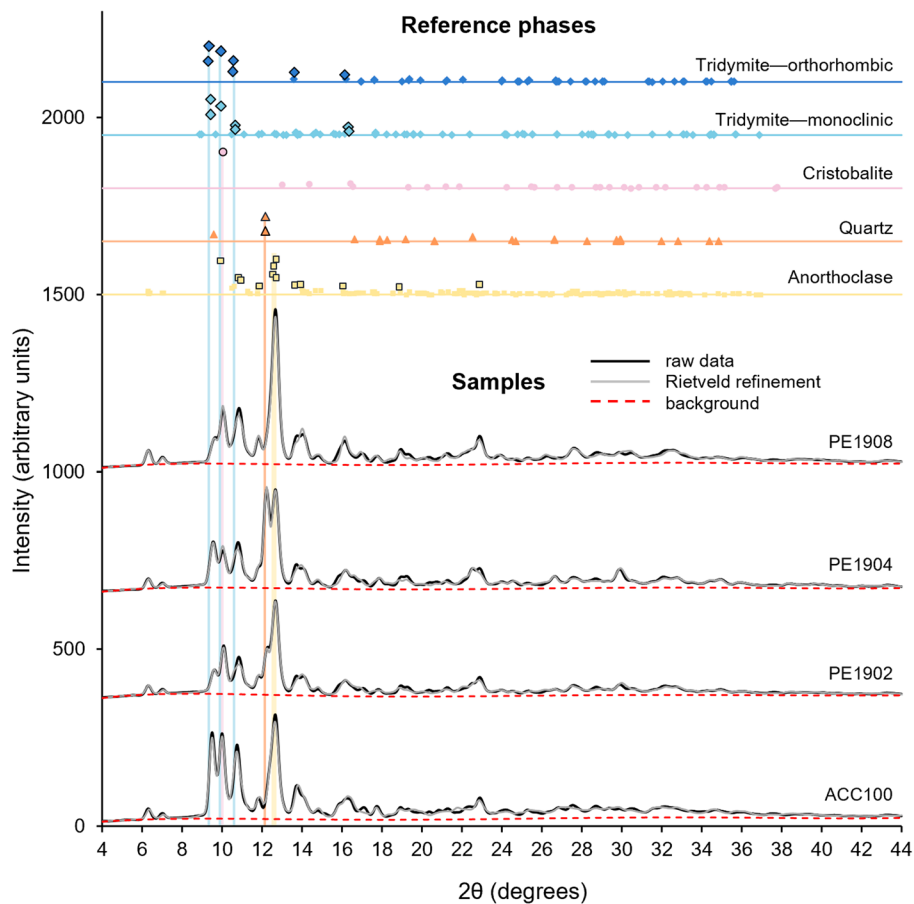 Reference phases
Tridymite—orthorhombic
2000
Tridymite—monoclinic
Cristobalite
Quartz
Anorthoclase
1500
raw data
Samples
Rietveld refinement
background
PE1908
1000
PE1904
PE1902
500
ACC100
0
Intensity (arbitrary units)
4 6 8 10 12 14 16 18 20 22 24 26 28 30 32 34 36 38 40 42 44
2θ (degrees)